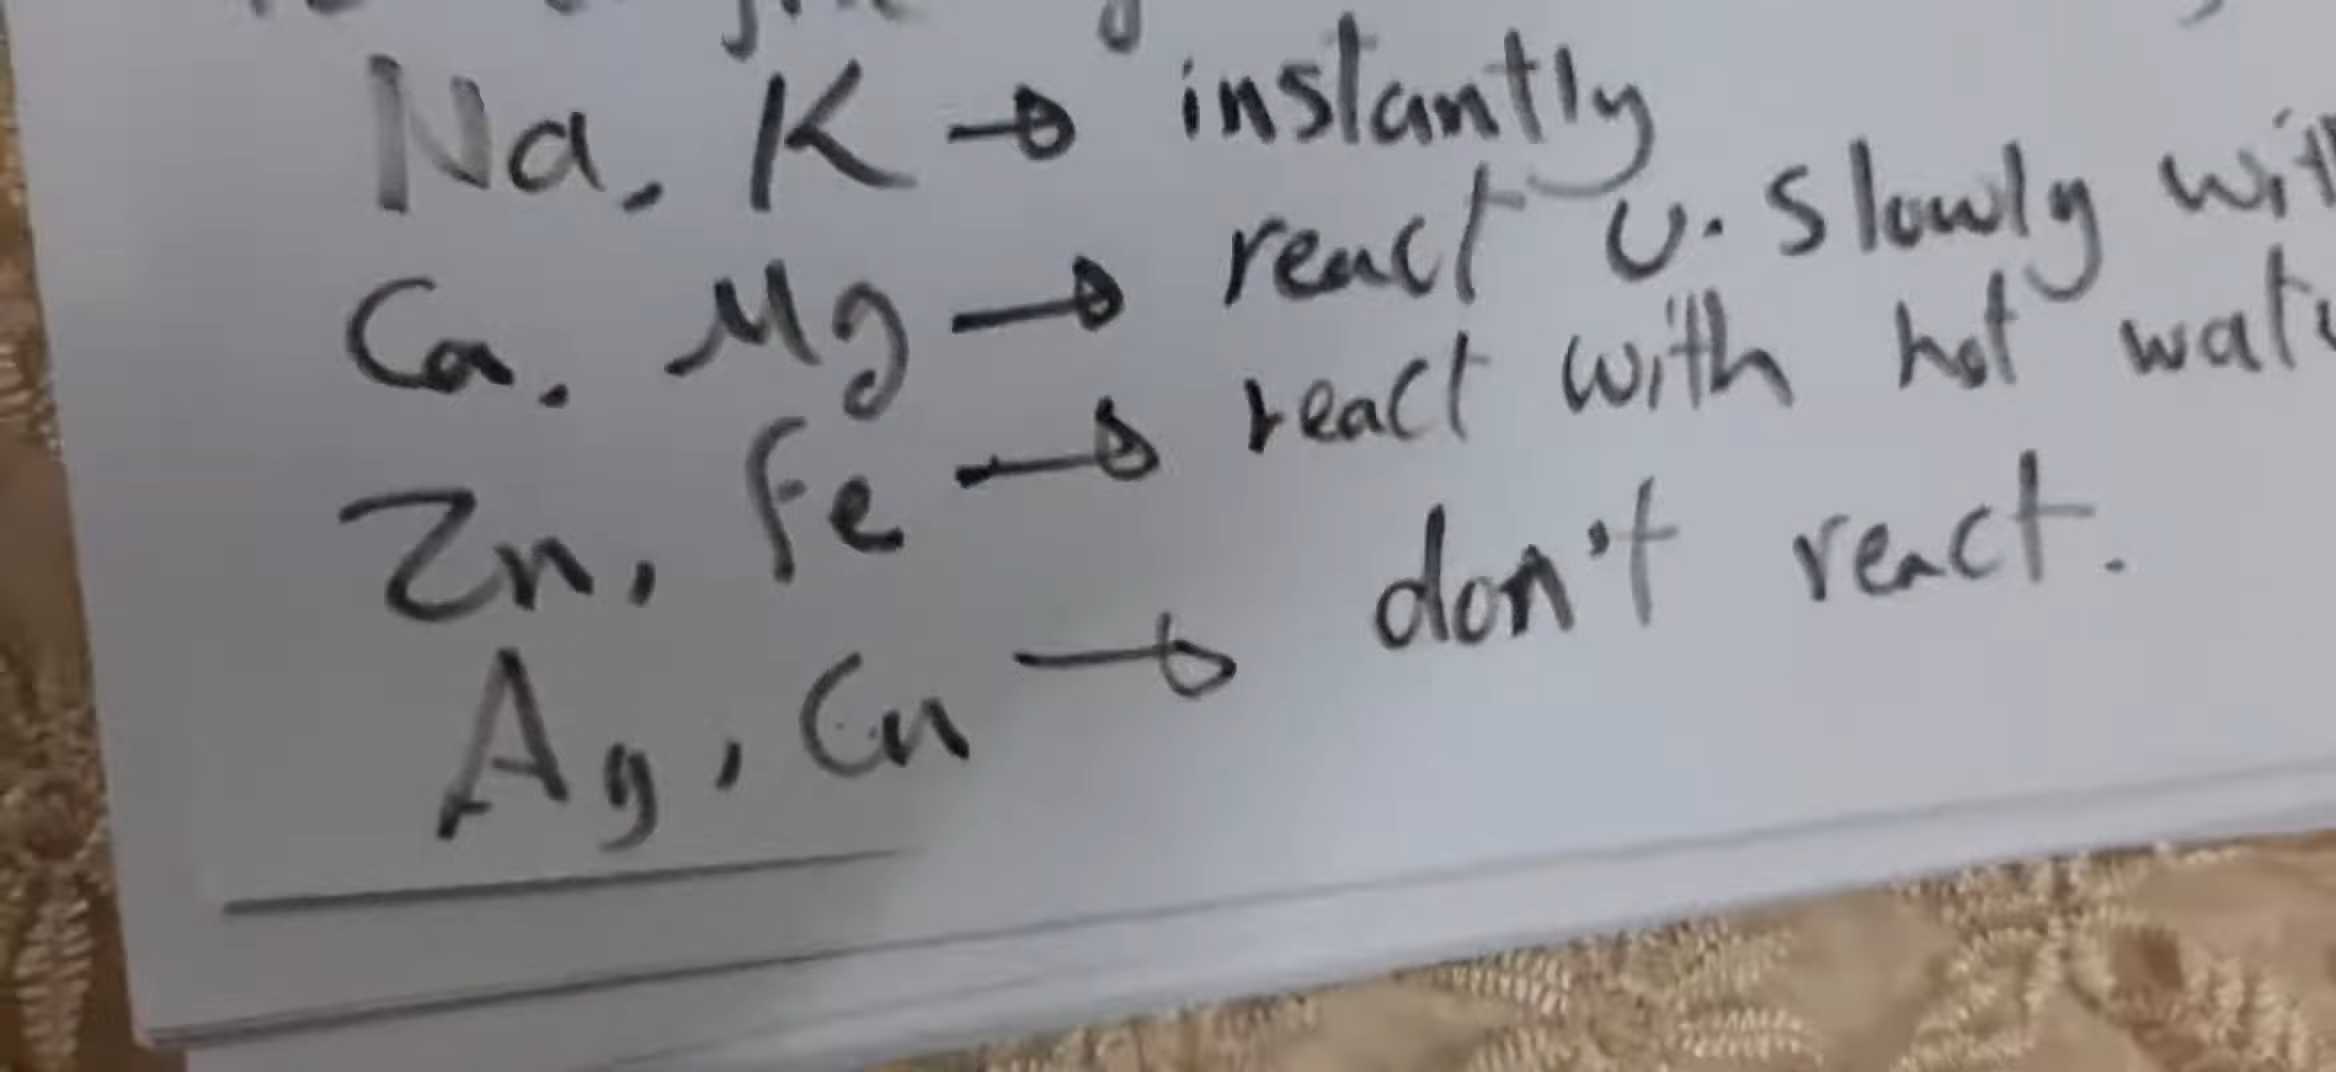 Na, K → instantly
Ca, Mg → react v. slowly
Zn, Fe → react with hot
Ag, Cu → don't react.